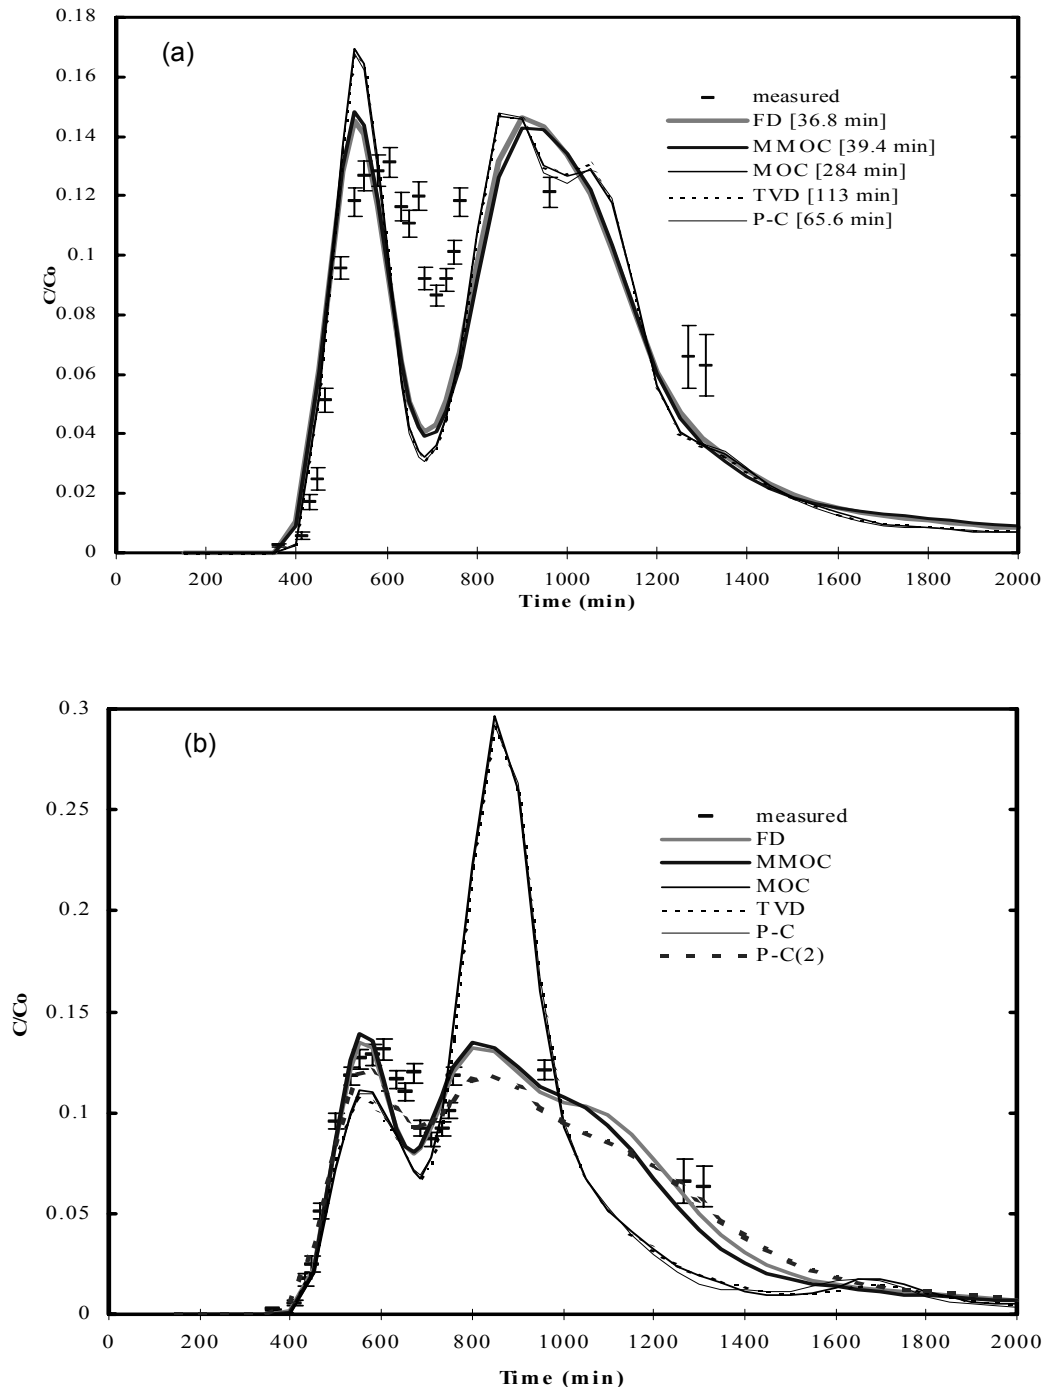 (a)
0.18
0.16
0.14
0.12
0.1
0.08
0.06
0.04
0.02
0
C/Co
measured
FD [36.8 min]
MMOC [39.4 min]
MOC [284 min]
TVD [113 min]
P-C [65.6 min]
0 200 400 600 800 1000 1200 1400 1600 1800 2000
Time (min)
(b)
0.3
0.25
0.2
0.15
0.1
0.05
0
C/Co
measured
FD
MMOC
MOC
TVD
P-C
P-C(2)
0 200 400 600 800 1000 1200 1400 1600 1800 2000
Time (min)